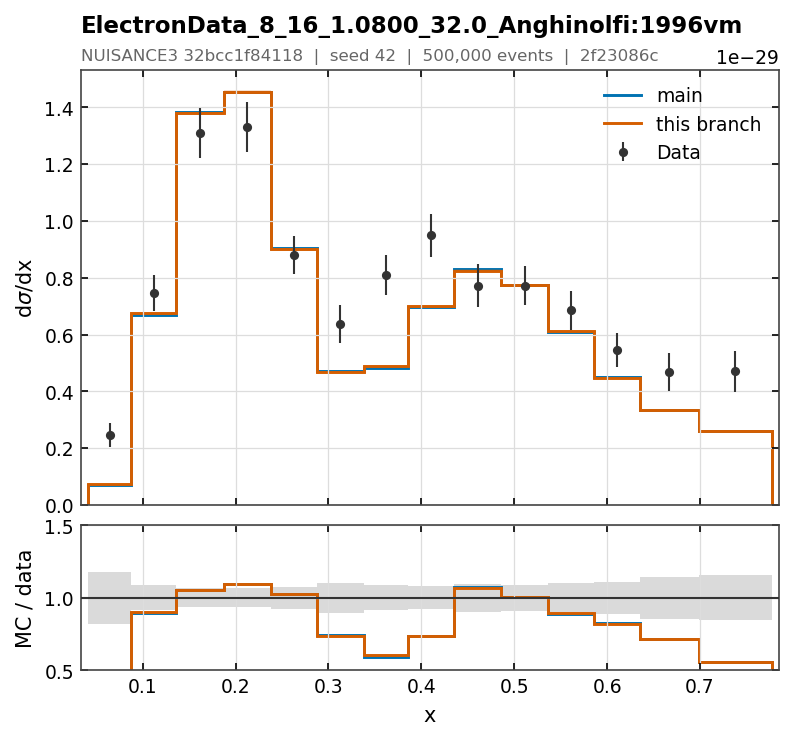 ElectronData_8_16_1.0800_32.0_Anghinolfi:1996vm
NUISANCE3 32bcc1f84118 | seed 42 | 500,000 events | 2f23086c
1e−29
main
this branch
Data
dσ/dx
1.4
1.2
1.0
0.8
0.6
0.4
0.2
0.0
MC / data
1.5
1.0
0.5
0.1 0.2 0.3 0.4 0.5 0.6 0.7
x